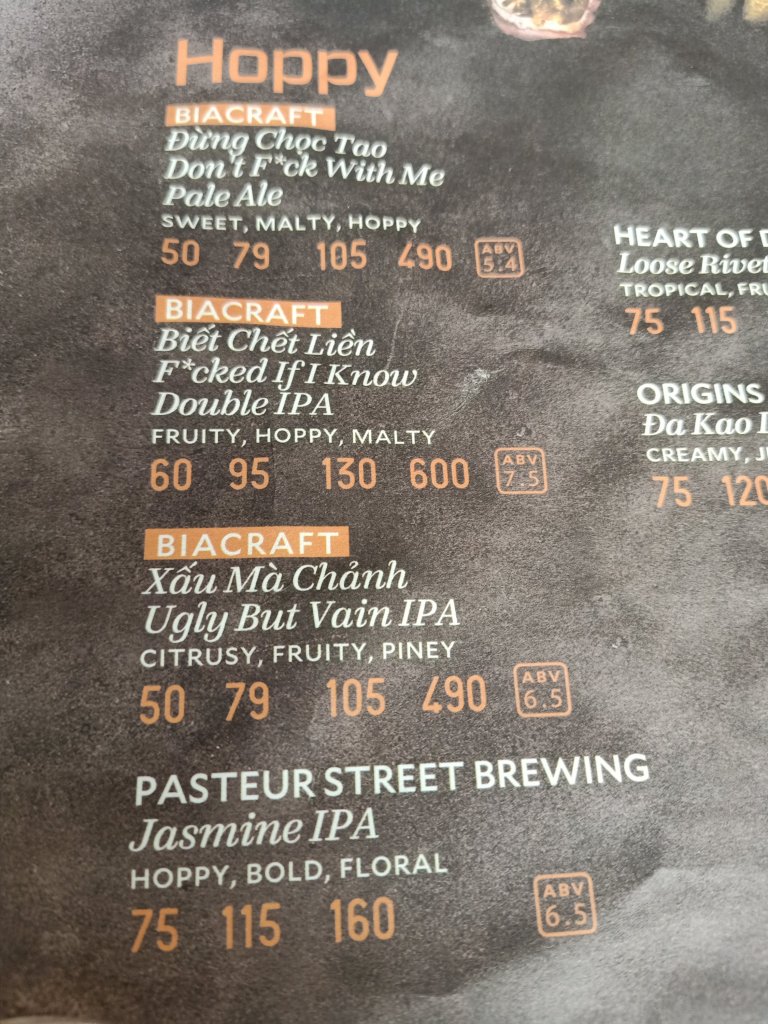 Hoppy
BIACRAFT
Đừng Chọc Tao
Don't F*ck With Me
Pale Ale
SWEET, MALTY, HOPPY
50 79 105 490 ABV 5.4
BIACRAFT
Biết Chết Liền
F*cked If I Know
Double IPA
FRUITY, HOPPY, MALTY
60 95 130 600 ABV 7.5
BIACRAFT
Xấu Mà Chảnh
Ugly But Vain IPA
CITRUSY, FRUITY, PINEY
50 79 105 490 ABV 6.5
PASTEUR STREET BREWING
Jasmine IPA
HOPPY, BOLD, FLORAL
75 115 160 ABV 6.5
HEART OF
Loose
TROPICAL,
75 115
ORIGINS
Đa Kao
CREAMY,
75 120